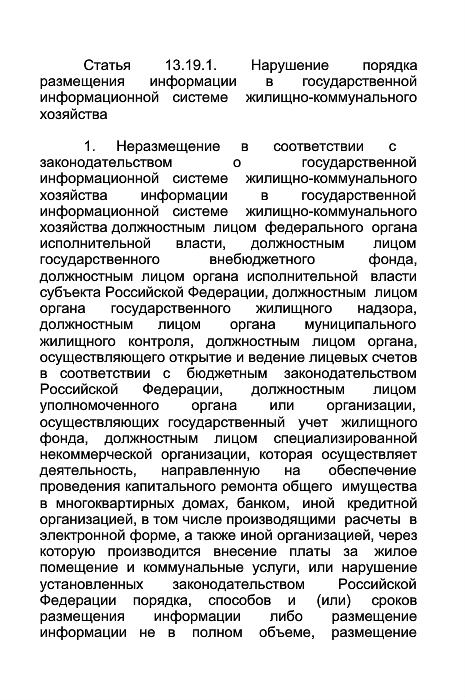 Статья 13.19.1. Нарушение порядка
размещения информации в государственной
информационной системе жилищно-коммунального
хозяйства
1. Неразмещение в соответствии с
законодательством о государственной
информационной системе жилищно-коммунального
хозяйства информации в государственной
информационной системе жилищно-коммунального
хозяйства должностным лицом федерального органа
исполнительной власти, должностным лицом
государственного внебюджетного фонда,
должностным лицом органа исполнительной власти
субъекта Российской Федерации, должностным лицом
органа государственного жилищного надзора,
должностным лицом органа муниципального
жилищного контроля, должностным лицом органа,
осуществляющего открытие и ведение лицевых счетов
в соответствии с бюджетным законодательством
Российской Федерации, должностным лицом
уполномоченного органа или организации,
осуществляющих государственный учет жилищного
фонда, должностным лицом специализированной
некоммерческой организации, которая осуществляет
деятельность, направленную на обеспечение
проведения капитального ремонта общего имущества
в многоквартирных домах, банком, иной кредитной
организацией, в том числе производящими расчеты в
электронной форме, а также иной организацией, через
которую производится внесение платы за жилое
помещение и коммунальные услуги, или нарушение
установленных законодательством Российской
Федерации порядка, способов и (или) сроков
размещения информации либо размещение
информации не в полном объеме, размещение